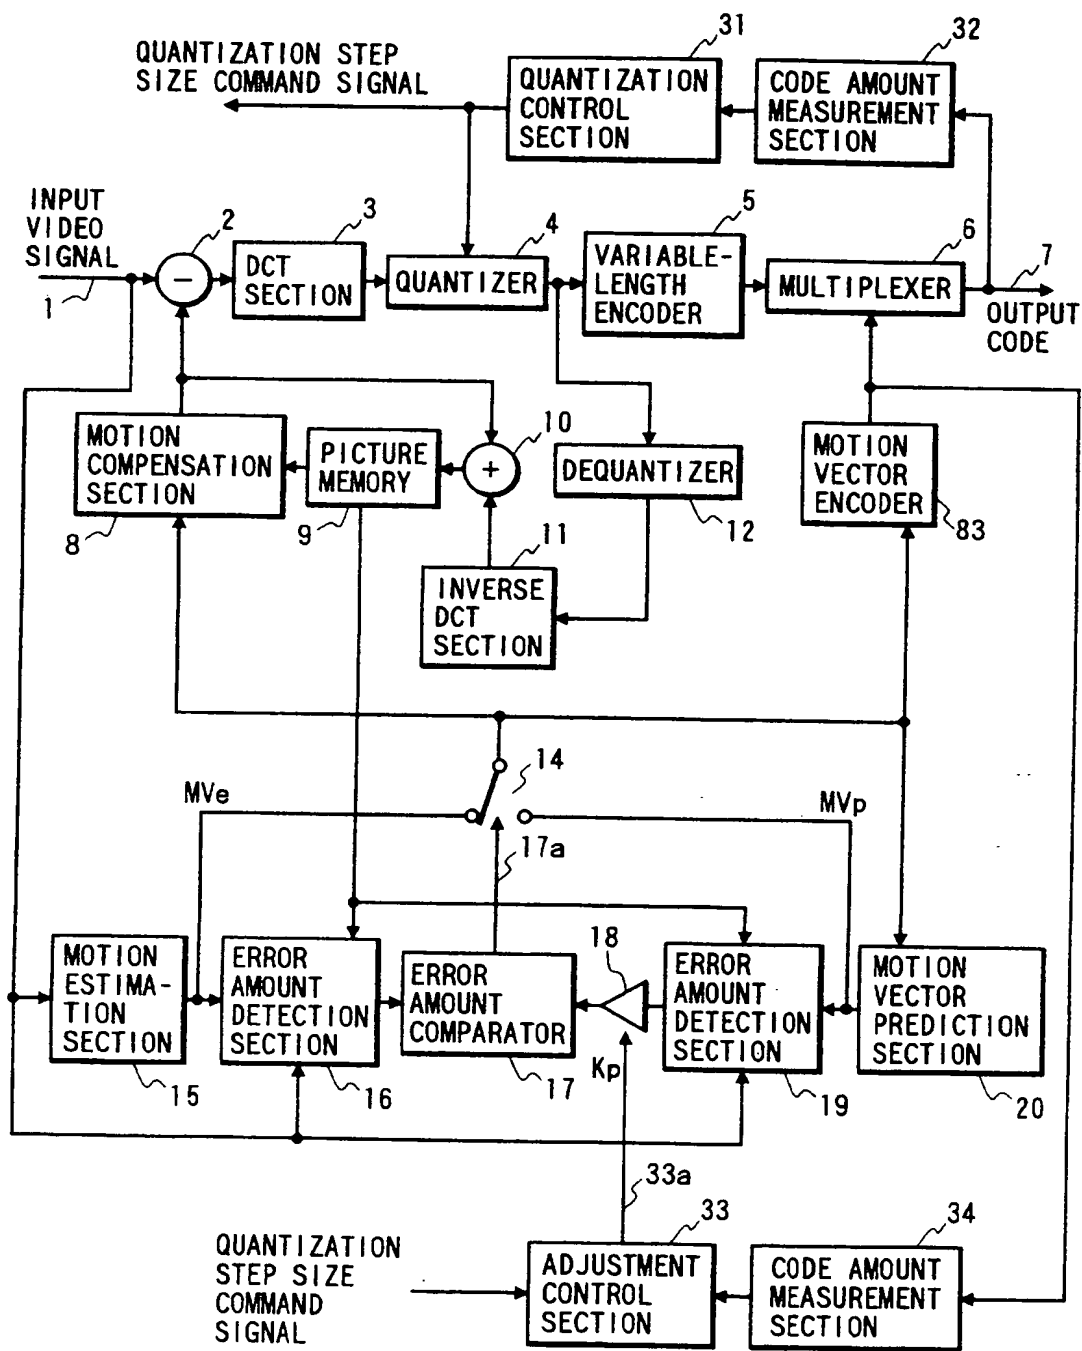 31
32
QUANTIZATION STEP
SIZE COMMAND SIGNAL
QUANTIZATION
CONTROL
SECTION
CODE AMOUNT
MEASUREMENT
SECTION
INPUT
VIDEO
SIGNAL
1
2
−
3
DCT
SECTION
4
QUANTIZER
5
VARIABLE-
LENGTH
ENCODER
6
MULTIPLEXER
7
OUTPUT
CODE
MOTION
COMPENSATION
SECTION
8
PICTURE
MEMORY
9
10
+
DEQUANTIZER
12
MOTION
VECTOR
ENCODER
83
11
INVERSE
DCT
SECTION
14
MVe
MVp
17a
MOTION
ESTIMA-
TION
SECTION
15
ERROR
AMOUNT
DETECTION
SECTION
16
ERROR
AMOUNT
COMPARATOR
17
18
Kp
ERROR
AMOUNT
DETECTION
SECTION
19
MOTION
VECTOR
PREDICTION
SECTION
20
33a
33
34
QUANTIZATION
STEP SIZE
COMMAND
SIGNAL
ADJUSTMENT
CONTROL
SECTION
CODE AMOUNT
MEASUREMENT
SECTION